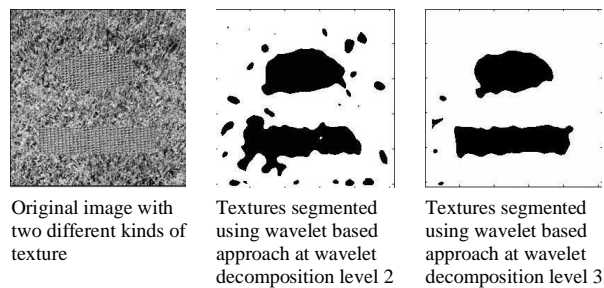 Original image with
two different kinds of
texture
Textures segmented
using wavelet based
approach at wavelet
decomposition level 2
Textures segmented
using wavelet based
approach at wavelet
decomposition level 3